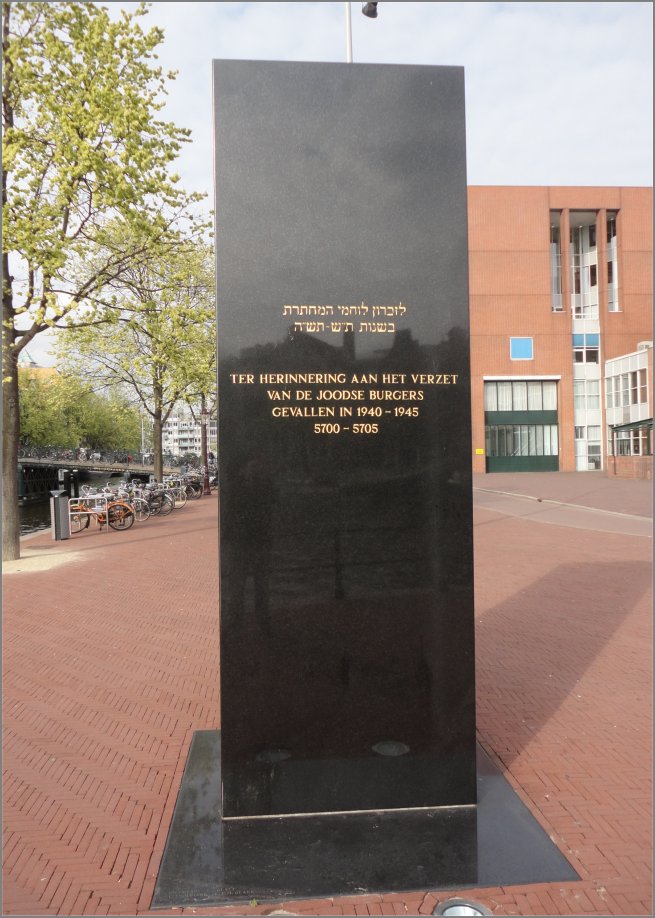 לזכרון לוחמי המחתרת
בשנות ת״ש-תש״ה
TER HERINNERING AAN HET VERZET
VAN DE JOODSE BURGERS
GEVALLEN IN 1940 – 1945
5700 – 5705